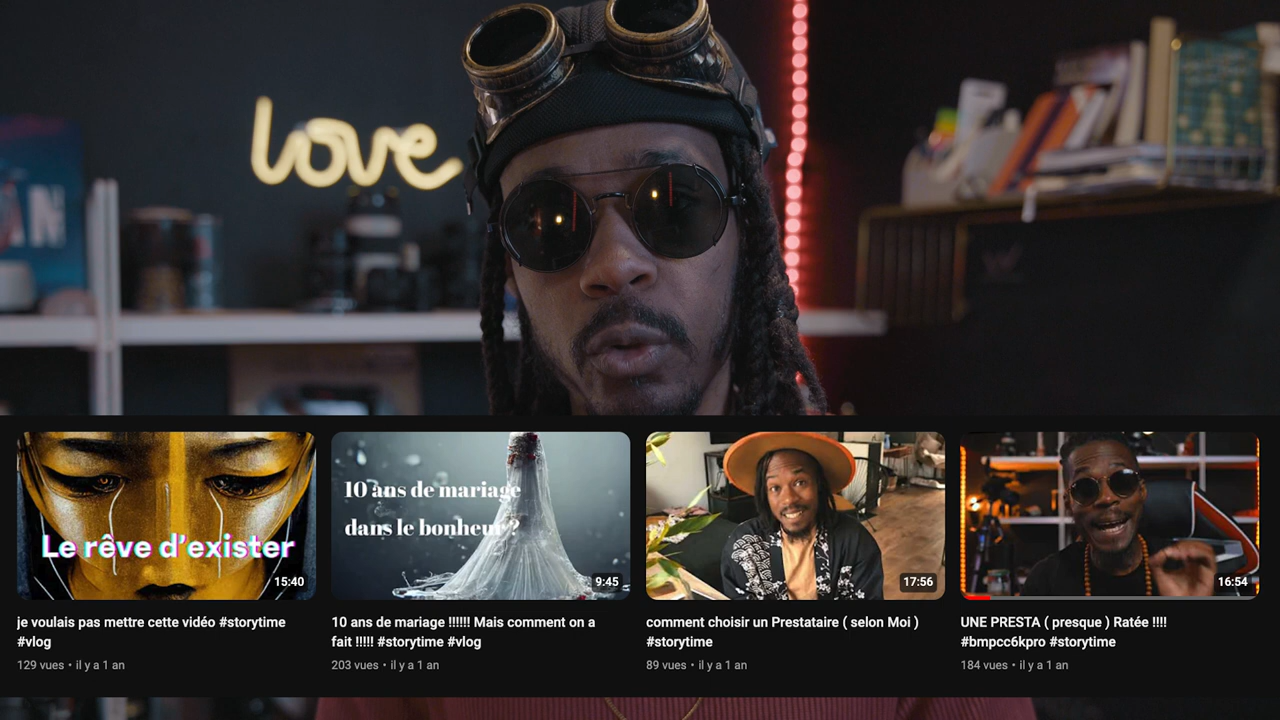 love
AN
Le rêve d'exister
15:40
10 ans de mariage
dans le bonheur ?
9:45
17:56
16:54
je voulais pas mettre cette vidéo #storytime
#vlog
129 vues • il y a 1 an
10 ans de mariage !!!!!! Mais comment on a
fait !!!!! #storytime #vlog
203 vues • il y a 1 an
comment choisir un Prestataire ( selon Moi )
#storytime
89 vues • il y a 1 an
UNE PRESTA ( presque ) Ratée !!!!
#bmpcc6kpro #storytime
184 vues • il y a 1 an